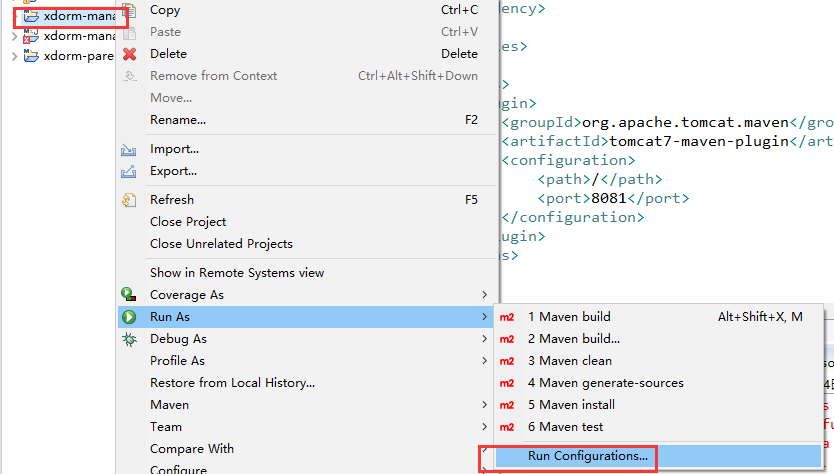 xdorm-mana
xdorm-mana
xdorm-pare
Copy Ctrl+C
Paste Ctrl+V
Delete Delete
Remove from Context Ctrl+Alt+Shift+Down
Move...
Rename... F2
Import...
Export...
Refresh F5
Close Project
Close Unrelated Projects
Show in Remote Systems view
Coverage As
Run As
Debug As
Profile As
Restore from Local History...
Maven
Team
Compare With
Configure
dency>
es>
s>
ugin>
<groupId>org.apache.tomcat.maven</grou
<artifactId>tomcat7-maven-plugin</art
<configuration>
<path>/</path>
<port>8081</port>
</configuration>
ugin>
s>
m2 1 Maven build Alt+Shift+X, M
m2 2 Maven build...
m2 3 Maven clean
m2 4 Maven generate-sources
m2 5 Maven install
m2 6 Maven test
Run Configurations...